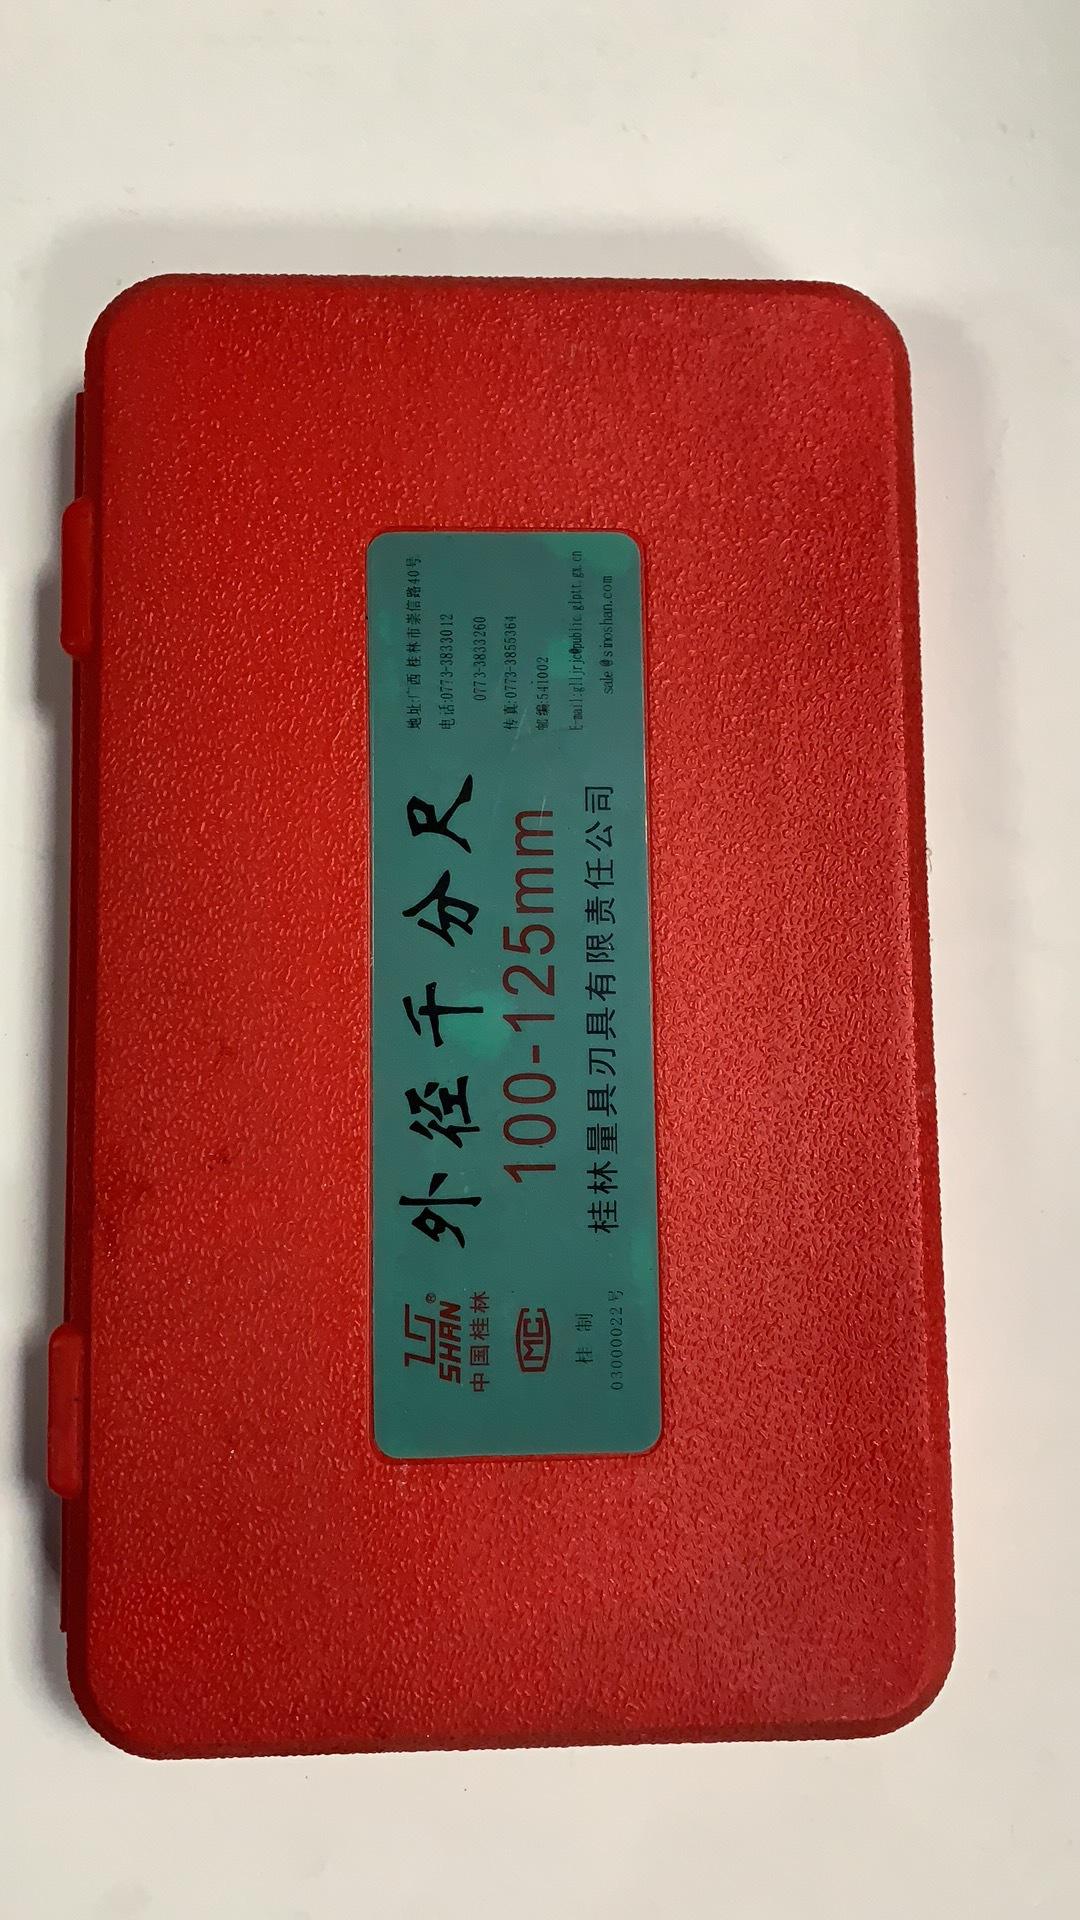 SHAN®
中国桂林
MC
桂 制
03000022号
外径千分尺
100-125mm
桂林量具刃具有限责任公司
地址:广西桂林市崇信路40号
电话:0773-3833012
0773-3833260
传真:0773-3855364
邮编:541002
E-mail:glljrjc@public.glptt.gx.cn
sale@sinoshan.com